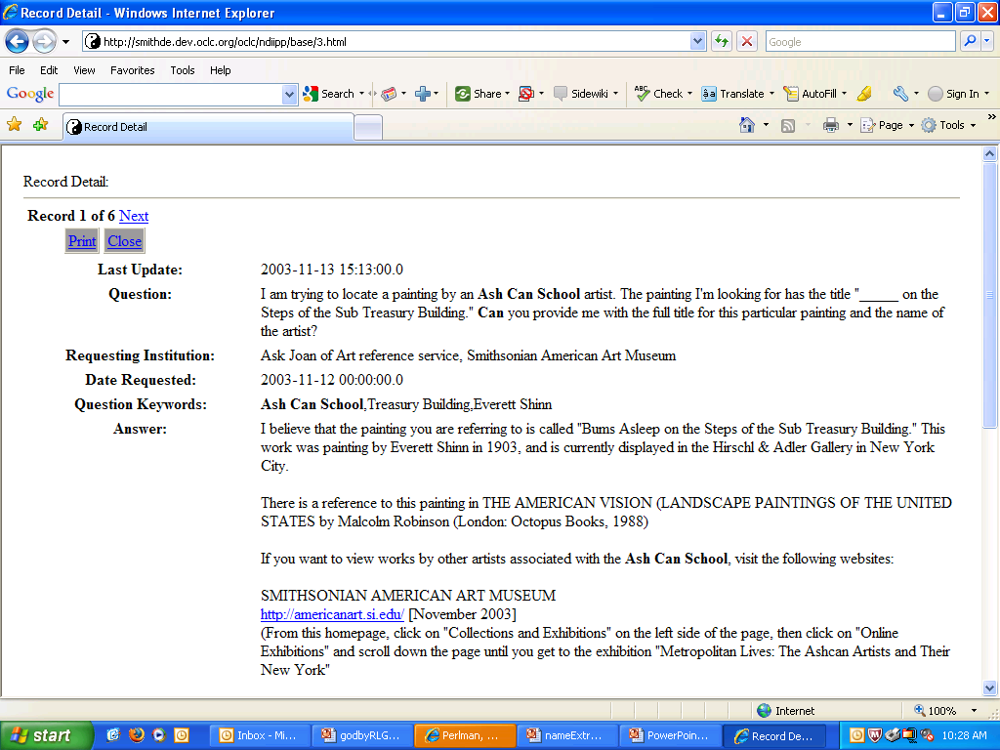 Record Detail - Windows Internet Explorer
http://smithde.dev.oclc.org/oclc/ndiipp/base/3.html
Google
File Edit View Favorites Tools Help
Google Search Share Sidewiki ABC Check Translate AutoFill Sign In
Record Detail Page Tools »
Record Detail:
Record 1 of 6 Next
Print Close
Last Update: 2003-11-13 15:13:00.0
Question: I am trying to locate a painting by an Ash Can School artist. The painting I'm looking for has the title "_____ on the
Steps of the Sub Treasury Building." Can you provide me with the full title for this particular painting and the name of
the artist?
Requesting Institution: Ask Joan of Art reference service, Smithsonian American Art Museum
Date Requested: 2003-11-12 00:00:00.0
Question Keywords: Ash Can School,Treasury Building,Everett Shinn
Answer: I believe that the painting you are referring to is called "Bums Asleep on the Steps of the Sub Treasury Building." This
work was painting by Everett Shinn in 1903, and is currently displayed in the Hirschl & Adler Gallery in New York
City.
There is a reference to this painting in THE AMERICAN VISION (LANDSCAPE PAINTINGS OF THE UNITED
STATES by Malcolm Robinson (London: Octopus Books, 1988)
If you want to view works by other artists associated with the Ash Can School, visit the following websites:
SMITHSONIAN AMERICAN ART MUSEUM
http://americanart.si.edu/ [November 2003]
(From this homepage, click on "Collections and Exhibitions" on the left side of the page, then click on "Online
Exhibitions" and scroll down the page until you get to the exhibition "Metropolitan Lives: The Ashcan Artists and Their
New York"
Internet 100%
start Inbox - Mi... godbyRLG... Perlman, ... nameExtr... PowerPoin... Record De... 10:28 AM